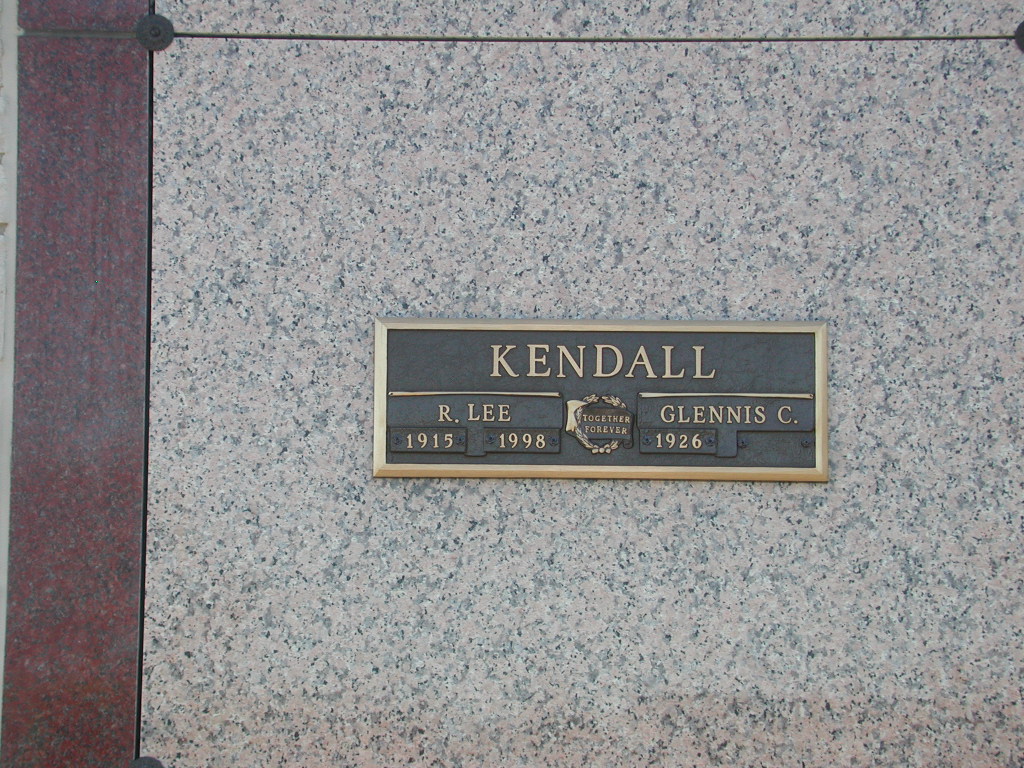 KENDALL
R. LEE
1915 1998
TOGETHER
FOREVER
GLENNIS C.
1926